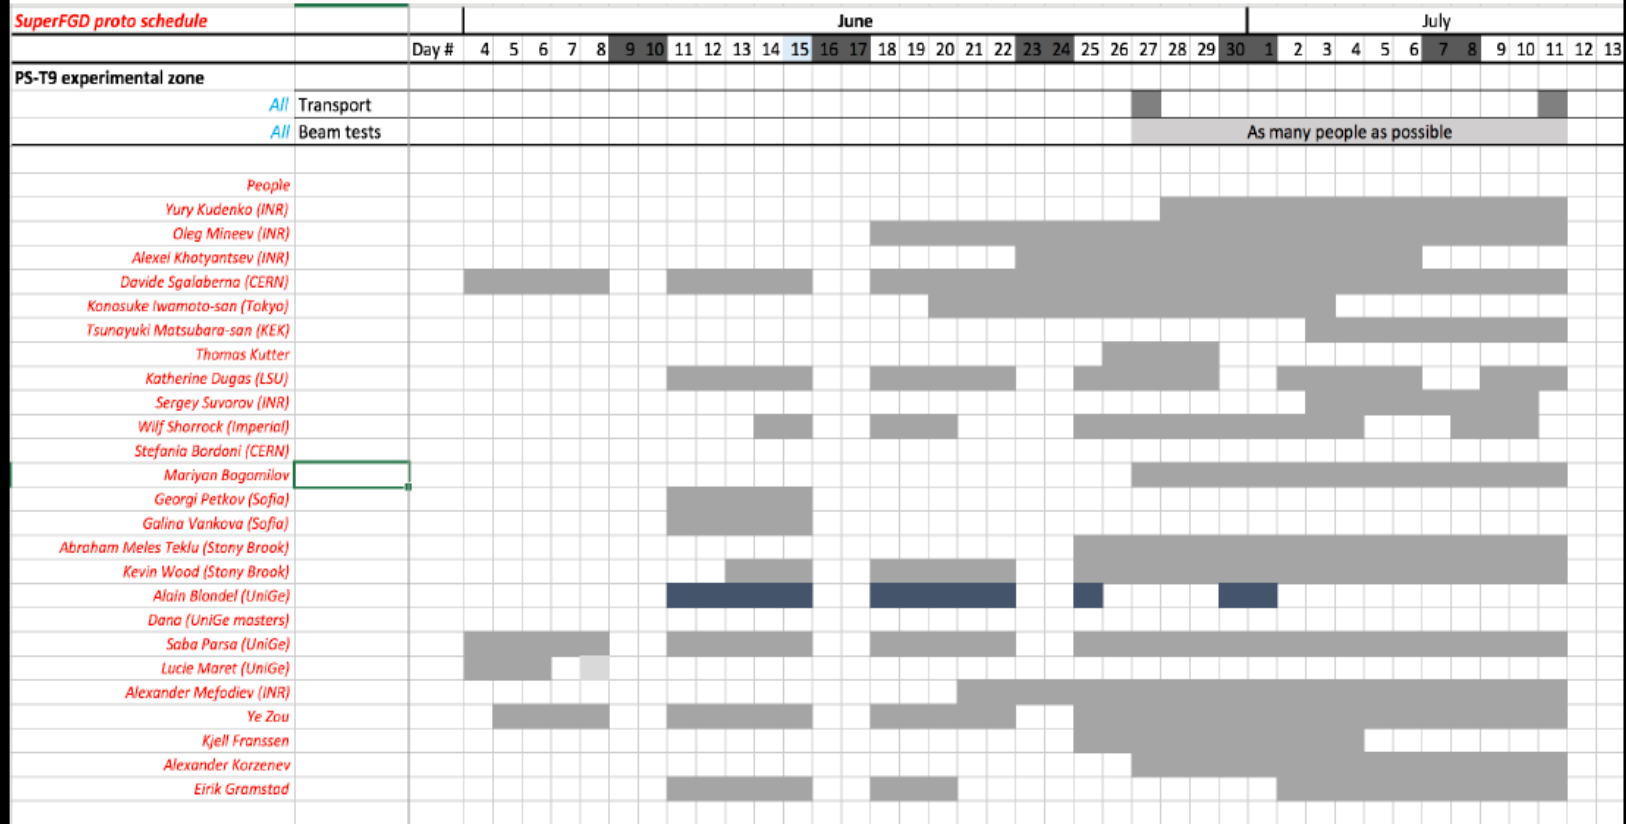 SuperFGD proto schedule June July
Day # 4 5 6 7 8 9 10 11 12 13 14 15 16 17 18 19 20 21 22 23 24 25 26 27 28 29 30 1 2 3 4 5 6 7 8 9 10 11 12 13
PS-T9 experimental zone
All Transport
All Beam tests As many people as possible
People
Yury Kudenko (INR)
Oleg Mineev (INR)
Alexei Khotyantsev (INR)
Davide Sgalaberna (CERN)
Konosuke Iwamoto-san (Tokyo)
Tsunayuki Matsubara-san (KEK)
Thomas Kutter
Katherine Dugas (LSU)
Sergey Suvorov (INR)
Wilf Shorrock (Imperial)
Stefania Bordoni (CERN)
Mariyan Bogomilov
Georgi Petkov (Sofia)
Galina Vankova (Sofia)
Abraham Meles Teklu (Stony Brook)
Kevin Wood (Stony Brook)
Alain Blondel (UniGe)
Dana (UniGe masters)
Saba Parsa (UniGe)
Lucie Maret (UniGe)
Alexander Mefodiev (INR)
Ye Zou
Kjell Franssen
Alexander Korzenev
Eirik Gramstad